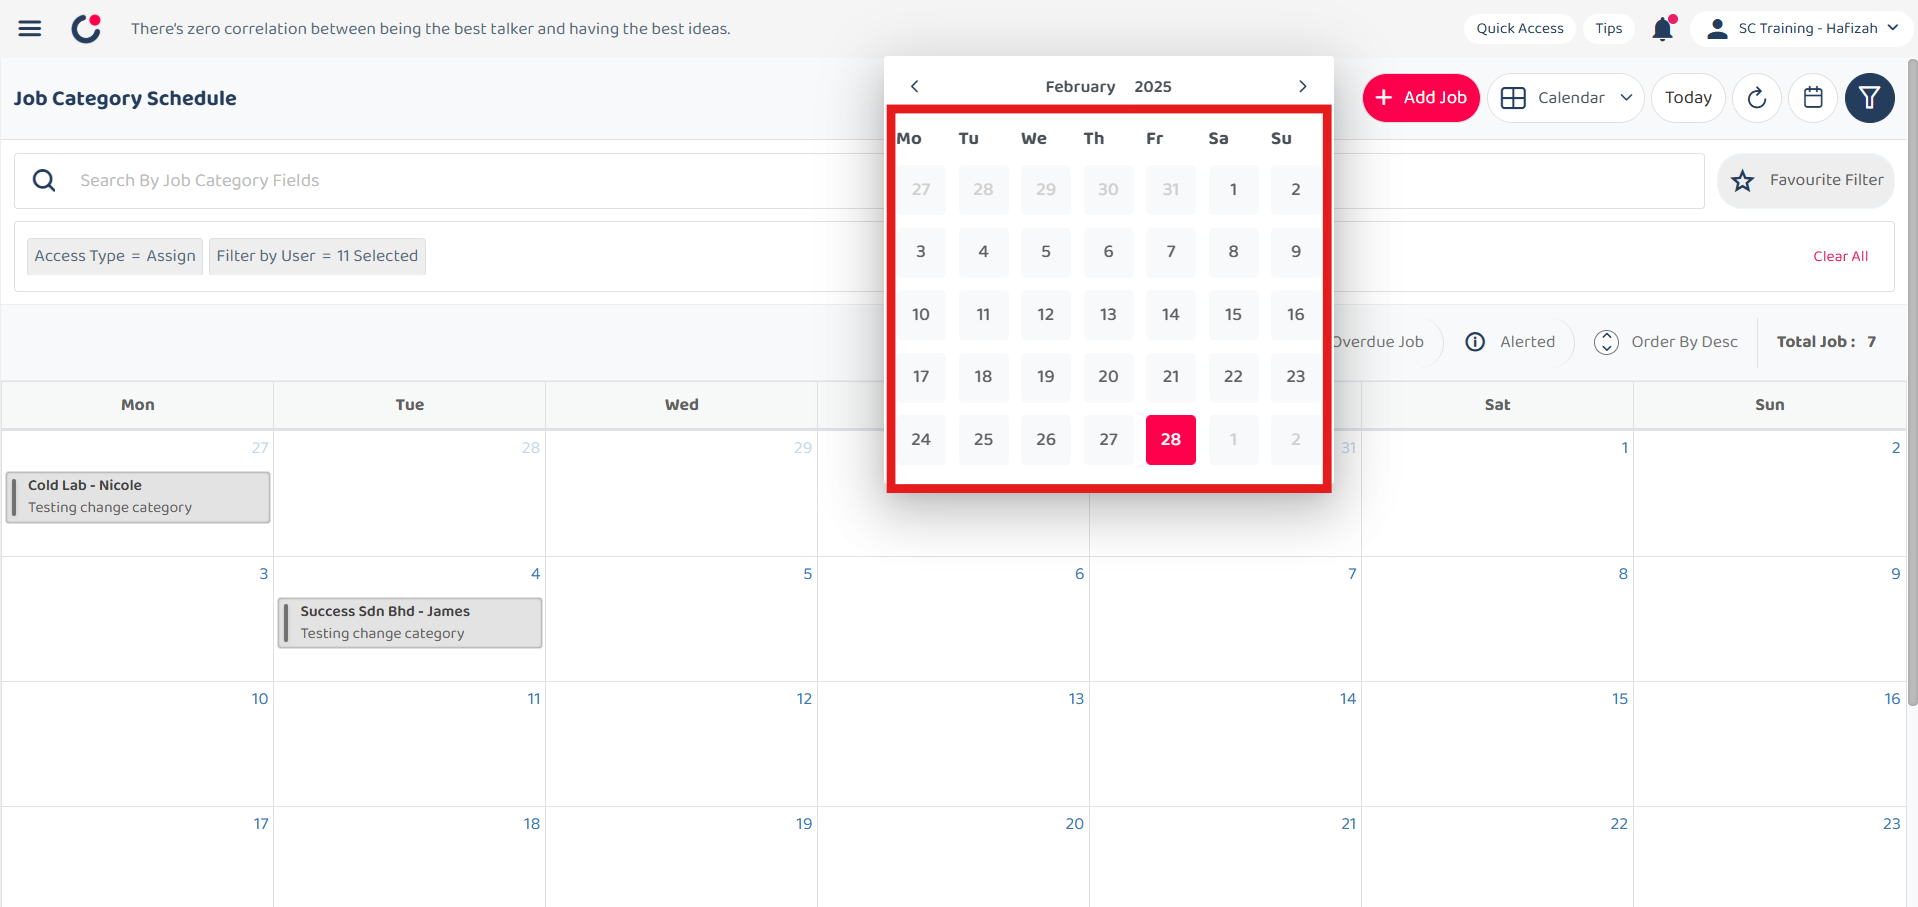 There's zero correlation between being the best talker and having the best ideas.
Quick Access
Tips
SC Training - Hafizah
Job Category Schedule
February 2025
Add Job
Calendar
Today
Mo Tu We Th Fr Sa Su
27 28 29 30 31 1 2
3 4 5 6 7 8 9
10 11 12 13 14 15 16
17 18 19 20 21 22 23
24 25 26 27 28 1 2
Search By Job Category Fields
Favourite Filter
Access Type = Assign
Filter by User = 11 Selected
Clear All
Overdue Job
Alerted
Order By Desc
Total Job : 7
Mon Tue Wed Sat Sun
27 28 29 31 1 2
Cold Lab - Nicole
Testing change category
3 4 5 6 7 8 9
Success Sdn Bhd - James
Testing change category
10 11 12 13 14 15 16
17 18 19 20 21 22 23